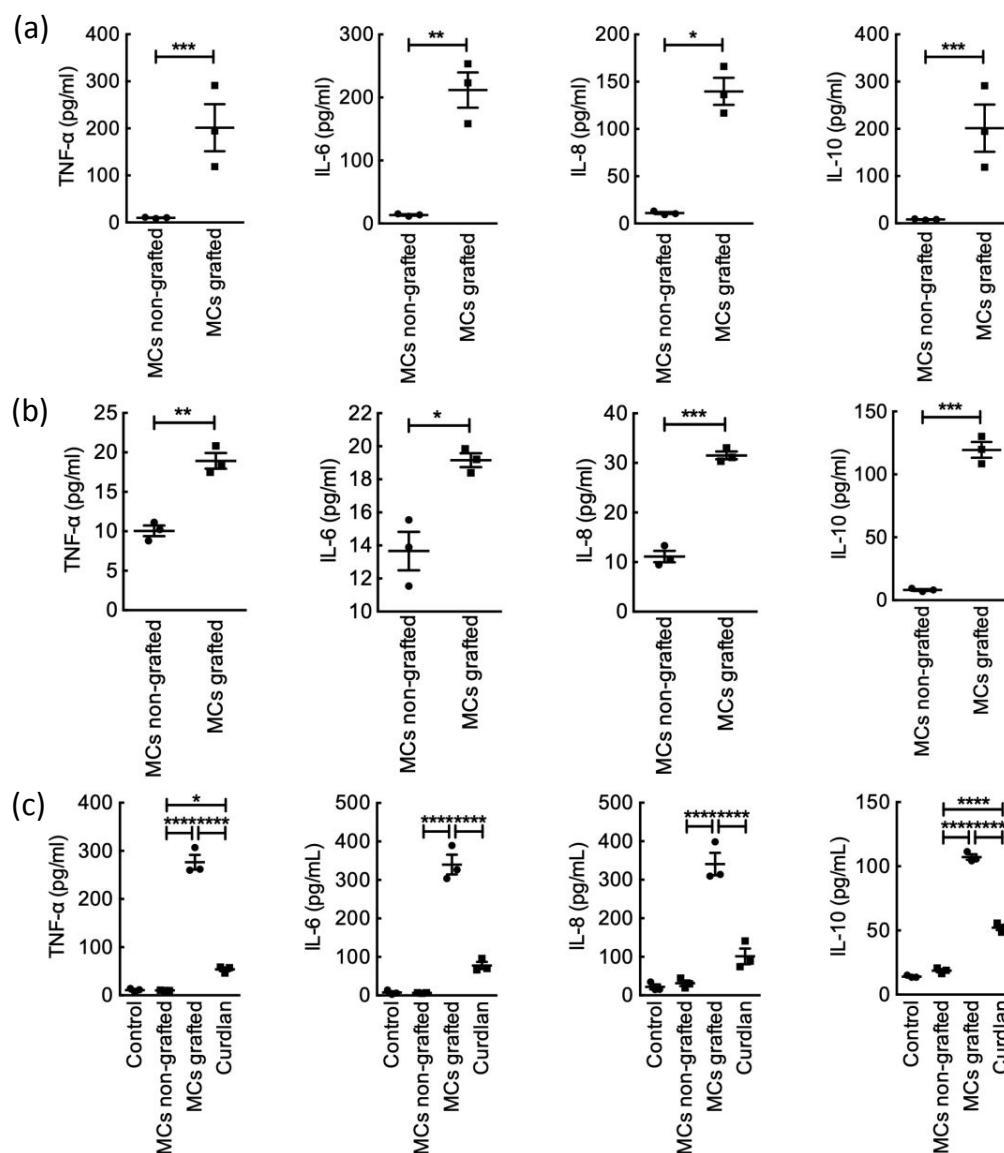 (a)
TNF-α (pg/ml)
400
300
200
100
0
***
MCs non-grafted
MCs grafted
IL-6 (pg/ml)
300
200
100
0
**
MCs non-grafted
MCs grafted
IL-8 (pg/ml)
200
150
100
50
0
*
MCs non-grafted
MCs grafted
IL-10 (pg/ml)
400
300
200
100
0
***
MCs non-grafted
MCs grafted
(b)
TNF-α (pg/ml)
25
20
15
10
5
0
**
MCs non-grafted
MCs grafted
IL-6 (pg/ml)
22
20
18
16
14
12
10
*
MCs non-grafted
MCs grafted
IL-8 (pg/ml)
40
30
20
10
0
***
MCs non-grafted
MCs grafted
IL-10 (pg/ml)
150
100
50
0
***
MCs non-grafted
MCs grafted
(c)
TNF-α (pg/ml)
400
300
200
100
0
*
********
Control
MCs non-grafted
MCs grafted
Curdlan
IL-6 (pg/mL)
500
400
300
200
100
0
********
Control
MCs non-grafted
MCs grafted
Curdlan
IL-8 (pg/mL)
500
400
300
200
100
0
********
Control
MCs non-grafted
MCs grafted
Curdlan
IL-10 (pg/mL)
150
100
50
0
****
********
Control
MCs non-grafted
MCs grafted
Curdlan